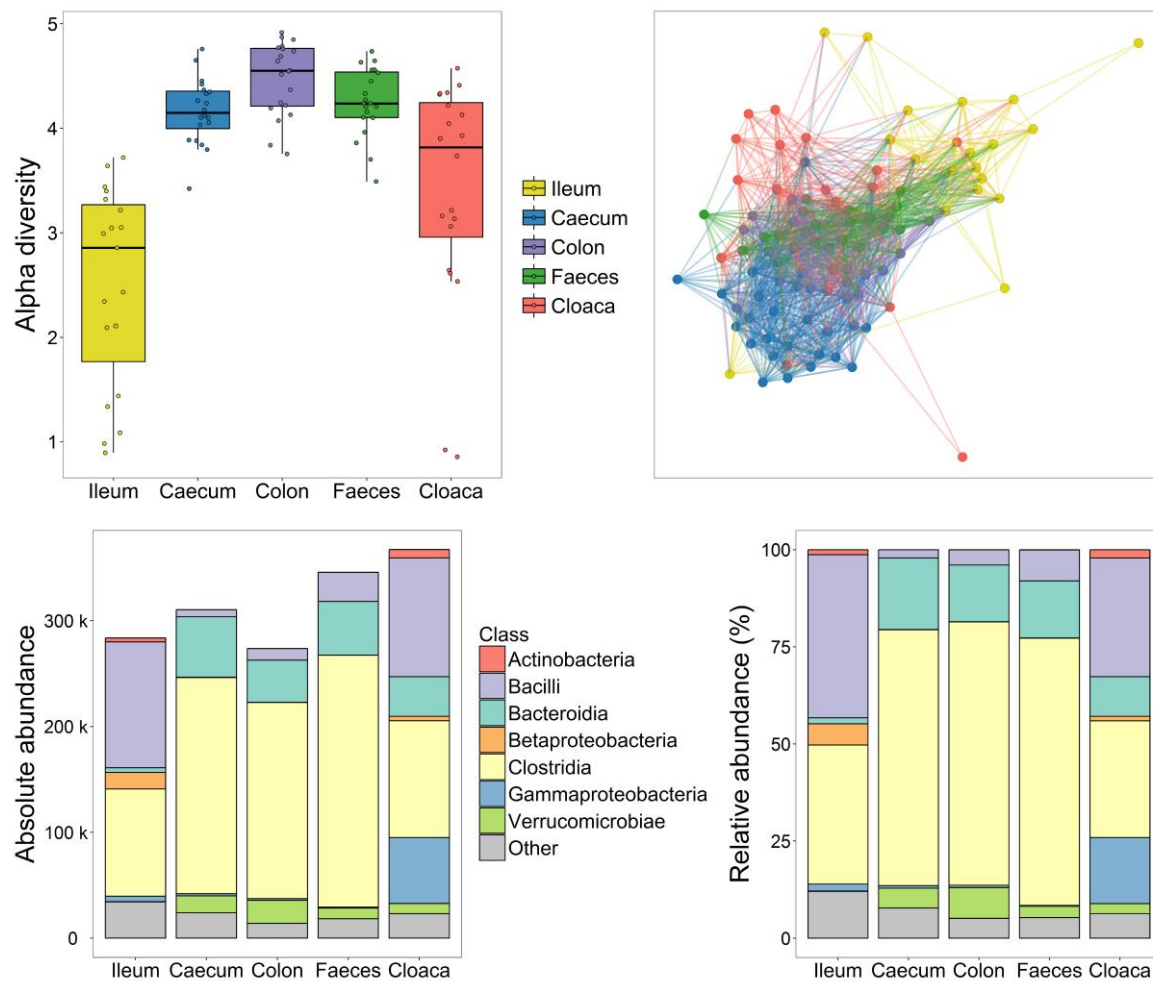 5
4
3
2
1
Alpha diversity
Ileum Caecum Colon Faeces Cloaca
Ileum
Caecum
Colon
Faeces
Cloaca
300 k
200 k
100 k
0
Absolute abundance
Ileum Caecum Colon Faeces Cloaca
Class
Actinobacteria
Bacilli
Bacteroidia
Betaproteobacteria
Clostridia
Gammaproteobacteria
Verrucomicrobiae
Other
100
75
50
25
0
Relative abundance (%)
Ileum Caecum Colon Faeces Cloaca